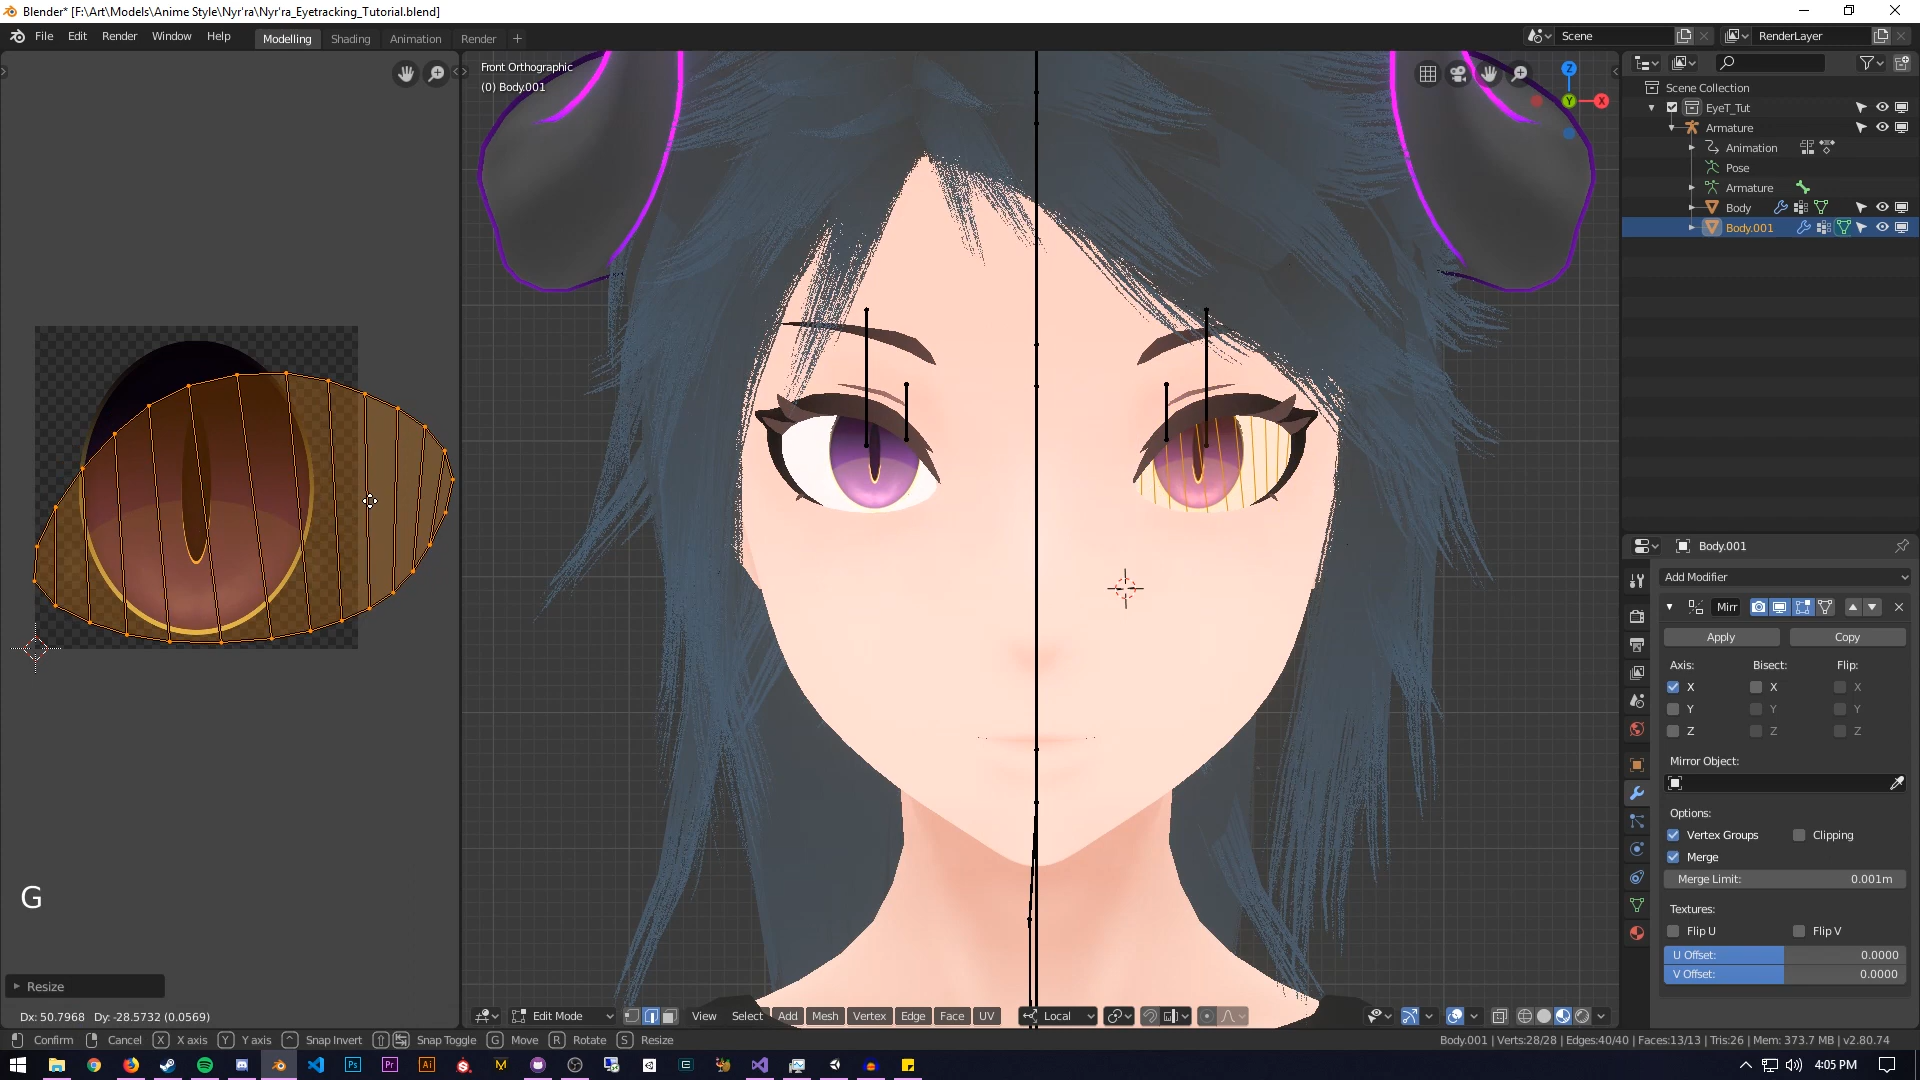 Blender* [F:\Art\Models\Anime Style\Nyr'ra\Nyr'ra_Eyetracking_Tutorial.blend]
File Edit Render Window Help
Modelling Shading Animation Render +
Scene
RenderLayer
Front Orthographic
(0) Body.001
Z
Y
X
Scene Collection
EyeT_Tut
Armature
Animation
Pose
Armature
Body
Body.001
Body.001
Add Modifier
Mirr
Apply Copy
Axis: Bisect: Flip:
X X X
Y Y Y
Z Z Z
Mirror Object:
Options:
Vertex Groups Clipping
Merge
Merge Limit: 0.001m
Textures:
Flip U Flip V
U Offset: 0.0000
V Offset: 0.0000
G
Resize
Dx: 50.7968 Dy: -28.5732 (0.0569)
Edit Mode View Select Add Mesh Vertex Edge Face UV Local
Confirm Cancel X X axis Y Y axis Snap Invert Snap Toggle G Move R Rotate S Resize
Body.001 | Verts:28/28 | Edges:40/40 | Faces:13/13 | Tris:26 | Mem: 373.7 MB | v2.80.74
Ps Pr Ai M
4:05 PM